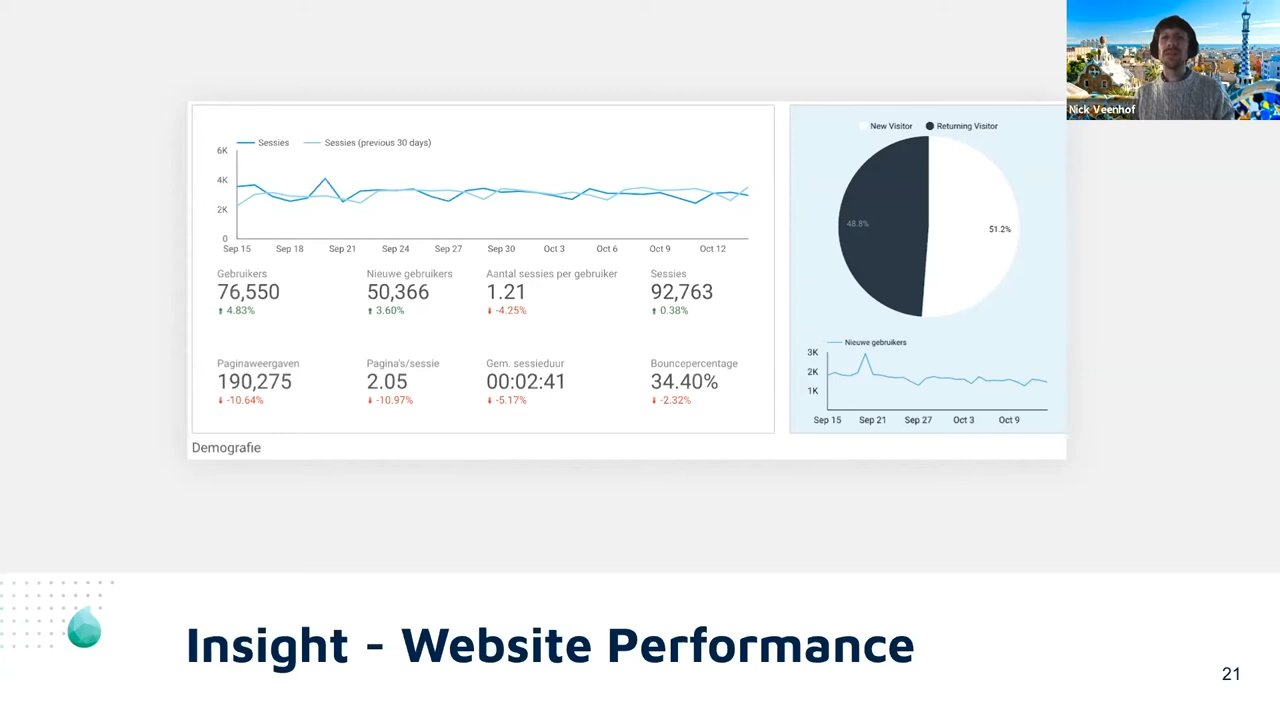 Nick Veenhof
Sessies
Sessies (previous 30 days)
6K
4K
2K
0
Sep 15
Sep 18
Sep 21
Sep 24
Sep 27
Sep 30
Oct 3
Oct 6
Oct 9
Oct 12
Gebruikers
76,550
4.83%
Nieuwe gebruikers
50,366
3.60%
Aantal sessies per gebruiker
1.21
-4.25%
Sessies
92,763
0.38%
Paginaweergaven
190,275
-10.64%
Pagina's/sessie
2.05
-10.97%
Gem. sessieduur
00:02:41
-5.17%
Bouncepercentage
34.40%
-2.32%
New Visitor
Returning Visitor
48.8%
51.2%
Nieuwe gebruikers
3K
2K
1K
Sep 15
Sep 21
Sep 27
Oct 3
Oct 9
Demografie
Insight - Website Performance
21